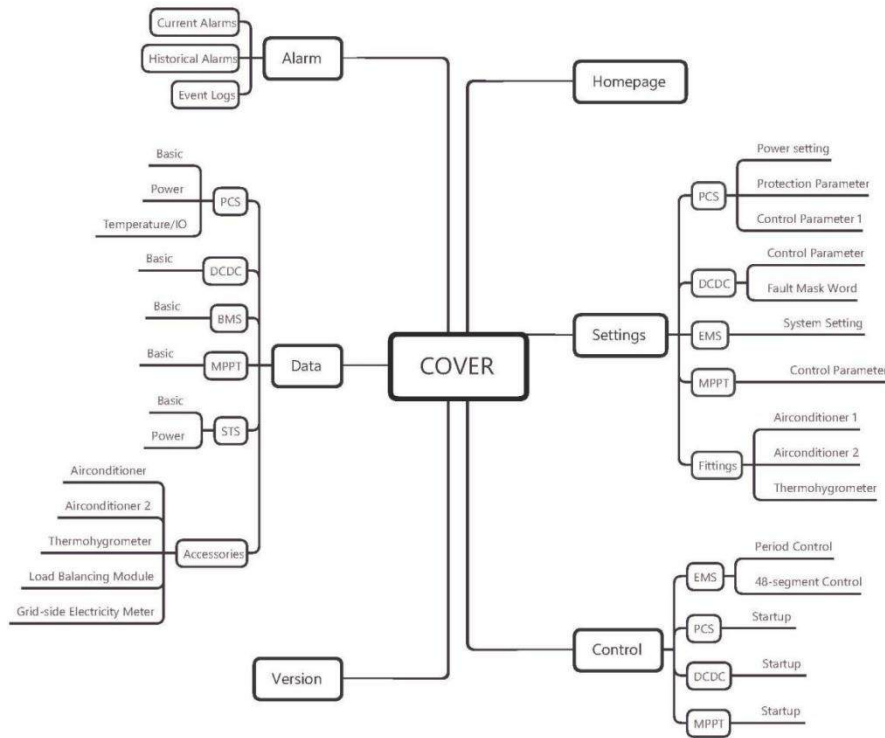 Current Alarms
Historical Alarms
Event Logs
Alarm
Homepage
Basic
Power
Temperature/IO
PCS
Basic
DCDC
Basic
BMS
Basic
MPPT
Basic
Power
STS
Airconditioner
Airconditioner 2
Thermohygrometer
Load Balancing Module
Grid-side Electricity Meter
Accessories
Data
COVER
Settings
PCS
Power setting
Protection Parameter
Control Parameter 1
DCDC
Control Parameter
Fault Mask Word
EMS
System Setting
MPPT
Control Parameter
Fittings
Airconditioner 1
Airconditioner 2
Thermohygrometer
Version
Control
EMS
Period Control
48-segment Control
PCS
Startup
DCDC
Startup
MPPT
Startup